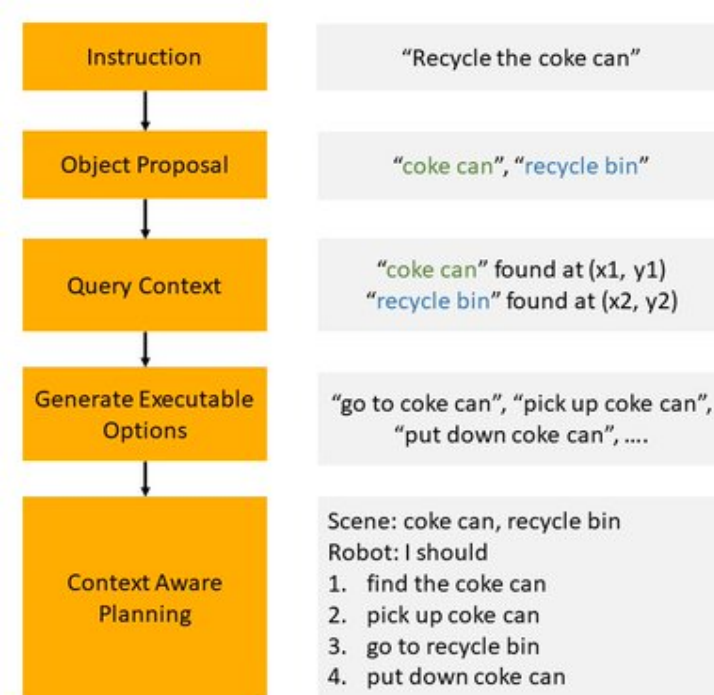 Instruction
“Recycle the coke can”
Object Proposal
“coke can”, “recycle bin”
Query Context
“coke can” found at (x1, y1)
“recycle bin” found at (x2, y2)
Generate Executable
Options
“go to coke can”, “pick up coke can”,
“put down coke can”, ....
Context Aware
Planning
Scene: coke can, recycle bin
Robot: I should
1. find the coke can
2. pick up coke can
3. go to recycle bin
4. put down coke can